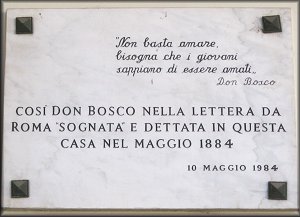 "Non basta amare,
bisogna che i giovani
sappiano di essere amati„
Don Bosco
COSÍ DON BOSCO NELLA LETTERA DA
ROMA "SOGNATA" E DETTATA IN QUESTA
CASA NEL MAGGIO 1884
10 MAGGIO 1984